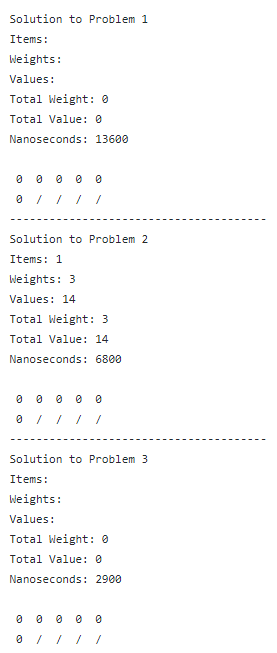 Solution to Problem 1
Items:
Weights:
Values:
Total Weight: 0
Total Value: 0
Nanoseconds: 13600
0 0 0 0 0
0 / / / /
---------------------------------------
Solution to Problem 2
Items: 1
Weights: 3
Values: 14
Total Weight: 3
Total Value: 14
Nanoseconds: 6800
0 0 0 0 0
0 / / / /
---------------------------------------
Solution to Problem 3
Items:
Weights:
Values:
Total Weight: 0
Total Value: 0
Nanoseconds: 2900
0 0 0 0 0
0 / / / /